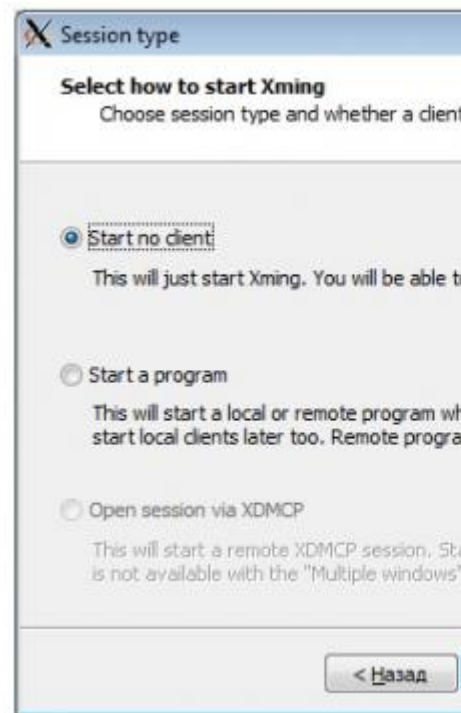 Session type
Select how to start Xming
Choose session type and whether a client
Start no client
This will just start Xming. You will be able
Start a program
This will start a local or remote program
start local clients later too. Remote
Open session via XDMCP
This will start a remote XDMCP session.
is not available with the "Multiple windows"
< Назад